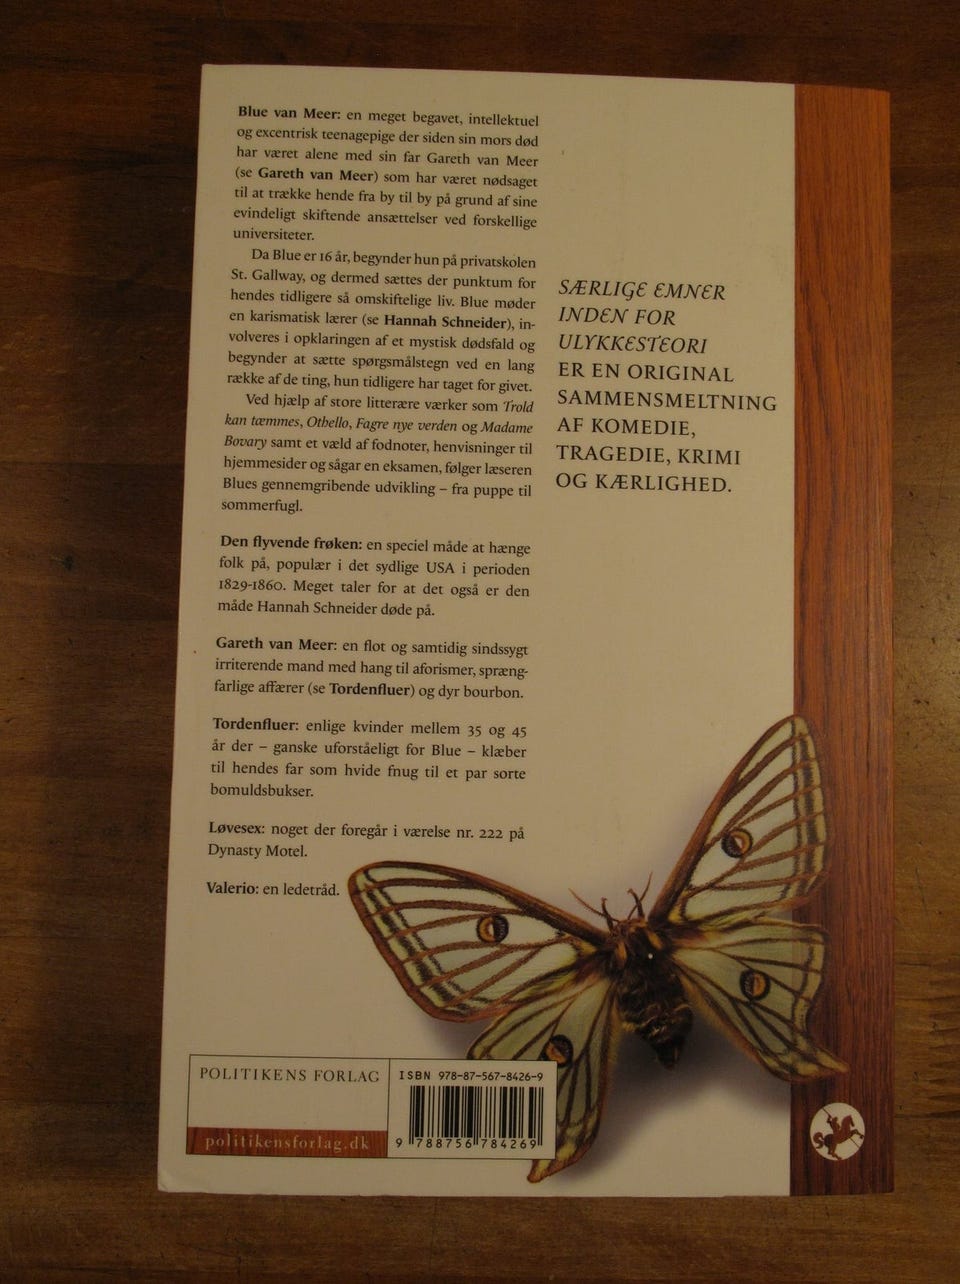 Blue van Meer: en meget begavet, intellektuel
og excentrisk teenagepige der siden sin mors død
har været alene med sin far Gareth van Meer
(se Gareth van Meer) som har været nødsaget
til at trække hende fra by til by på grund af sine
evindeligt skiftende ansættelser ved forskellige
universiteter.
Da Blue er 16 år, begynder hun på privatskolen
St. Gallway, og dermed sættes der punktum for
hendes tidligere så omskiftelige liv. Blue møder
en karismatisk lærer (se Hannah Schneider), in-
volveres i opklaringen af et mystisk dødsfald og
begynder at sætte spørgsmålstegn ved en lang
række af de ting, hun tidligere har taget for givet.
Ved hjælp af store litterære værker som Trold
kan tæmmes, Othello, Fagre nye verden og Madame
Bovary samt et væld af fodnoter, henvisninger til
hjemmesider og sågar en eksamen, følger læseren
Blues gennemgribende udvikling – fra puppe til
sommerfugl.
Den flyvende frøken: en speciel måde at hænge
folk på, populær i det sydlige USA i perioden
1829-1860. Meget taler for at det også er den
måde Hannah Schneider døde på.
Gareth van Meer: en flot og samtidig sindssygt
irriterende mand med hang til aforismer, spræng-
farlige affærer (se Tordenfluer) og dyr bourbon.
Tordenfluer: enlige kvinder mellem 35 og 45
år der – ganske uforståeligt for Blue – klæber
til hendes far som hvide fnug til et par sorte
bomuldsbukser.
Løvesex: noget der foregår i værelse nr. 222 på
Dynasty Motel.
Valerio: en ledetråd.
SÆRLIGE EMNER
INDEN FOR
ULYKKESTEORI
ER EN ORIGINAL
SAMMENSMELTNING
AF KOMEDIE,
TRAGEDIE, KRIMI
OG KÆRLIGHED.
POLITIKENS FORLAG
politikensforlag.dk
ISBN 978-87-567-8426-9
9 788756 784269